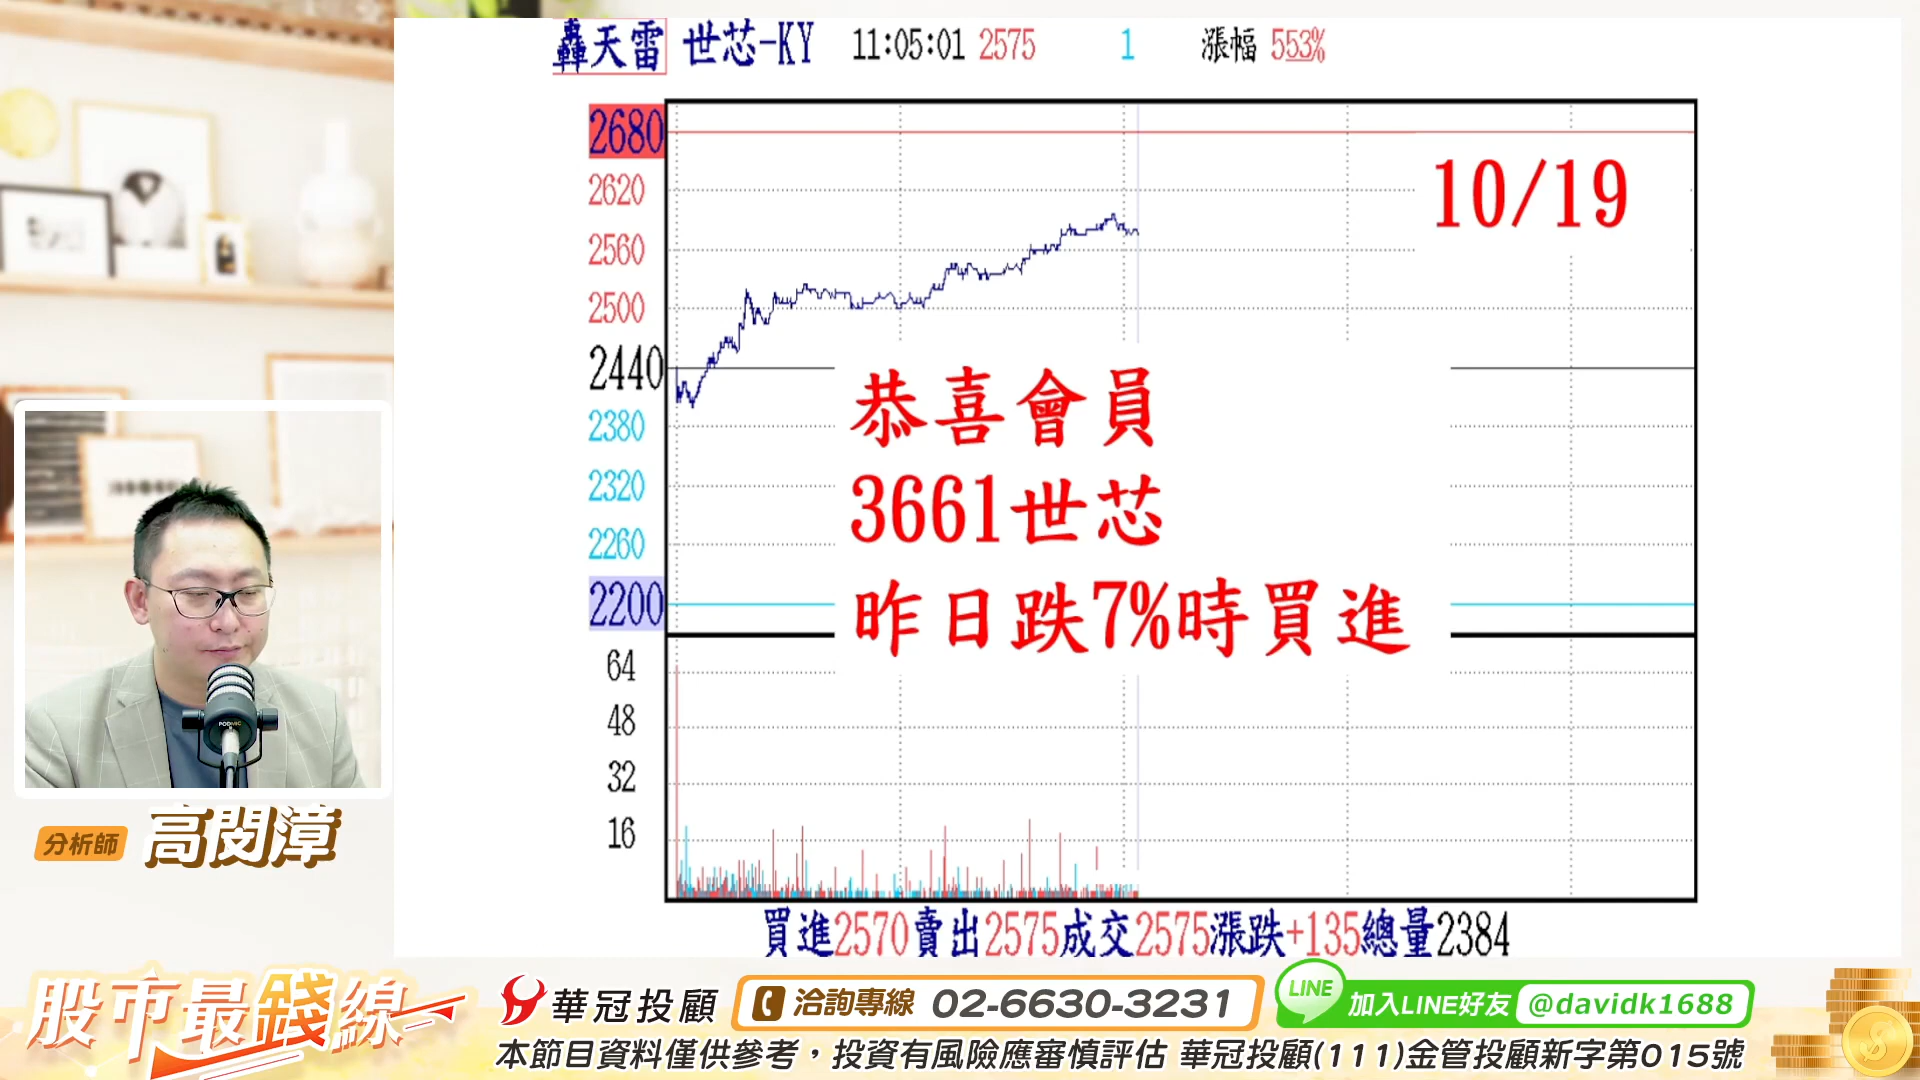 轟天雷 世芯-KY 11:05:01 2575 1 漲幅 553%
2680
2620
2560
2500
2440
2380
2320
2260
2200
64
48
32
16
10/19
恭喜會員
3661世芯
昨日跌7%時買進
買進2570賣出2575成交2575漲跌+135總量2384
PODMIC
分析師 高閔漳
股市最錢線
華冠投顧 洽詢專線 02-6630-3231 LINE 加入LINE好友 @davidk1688
本節目資料僅供參考，投資有風險應審慎評估 華冠投顧(111)金管投顧新字第015號